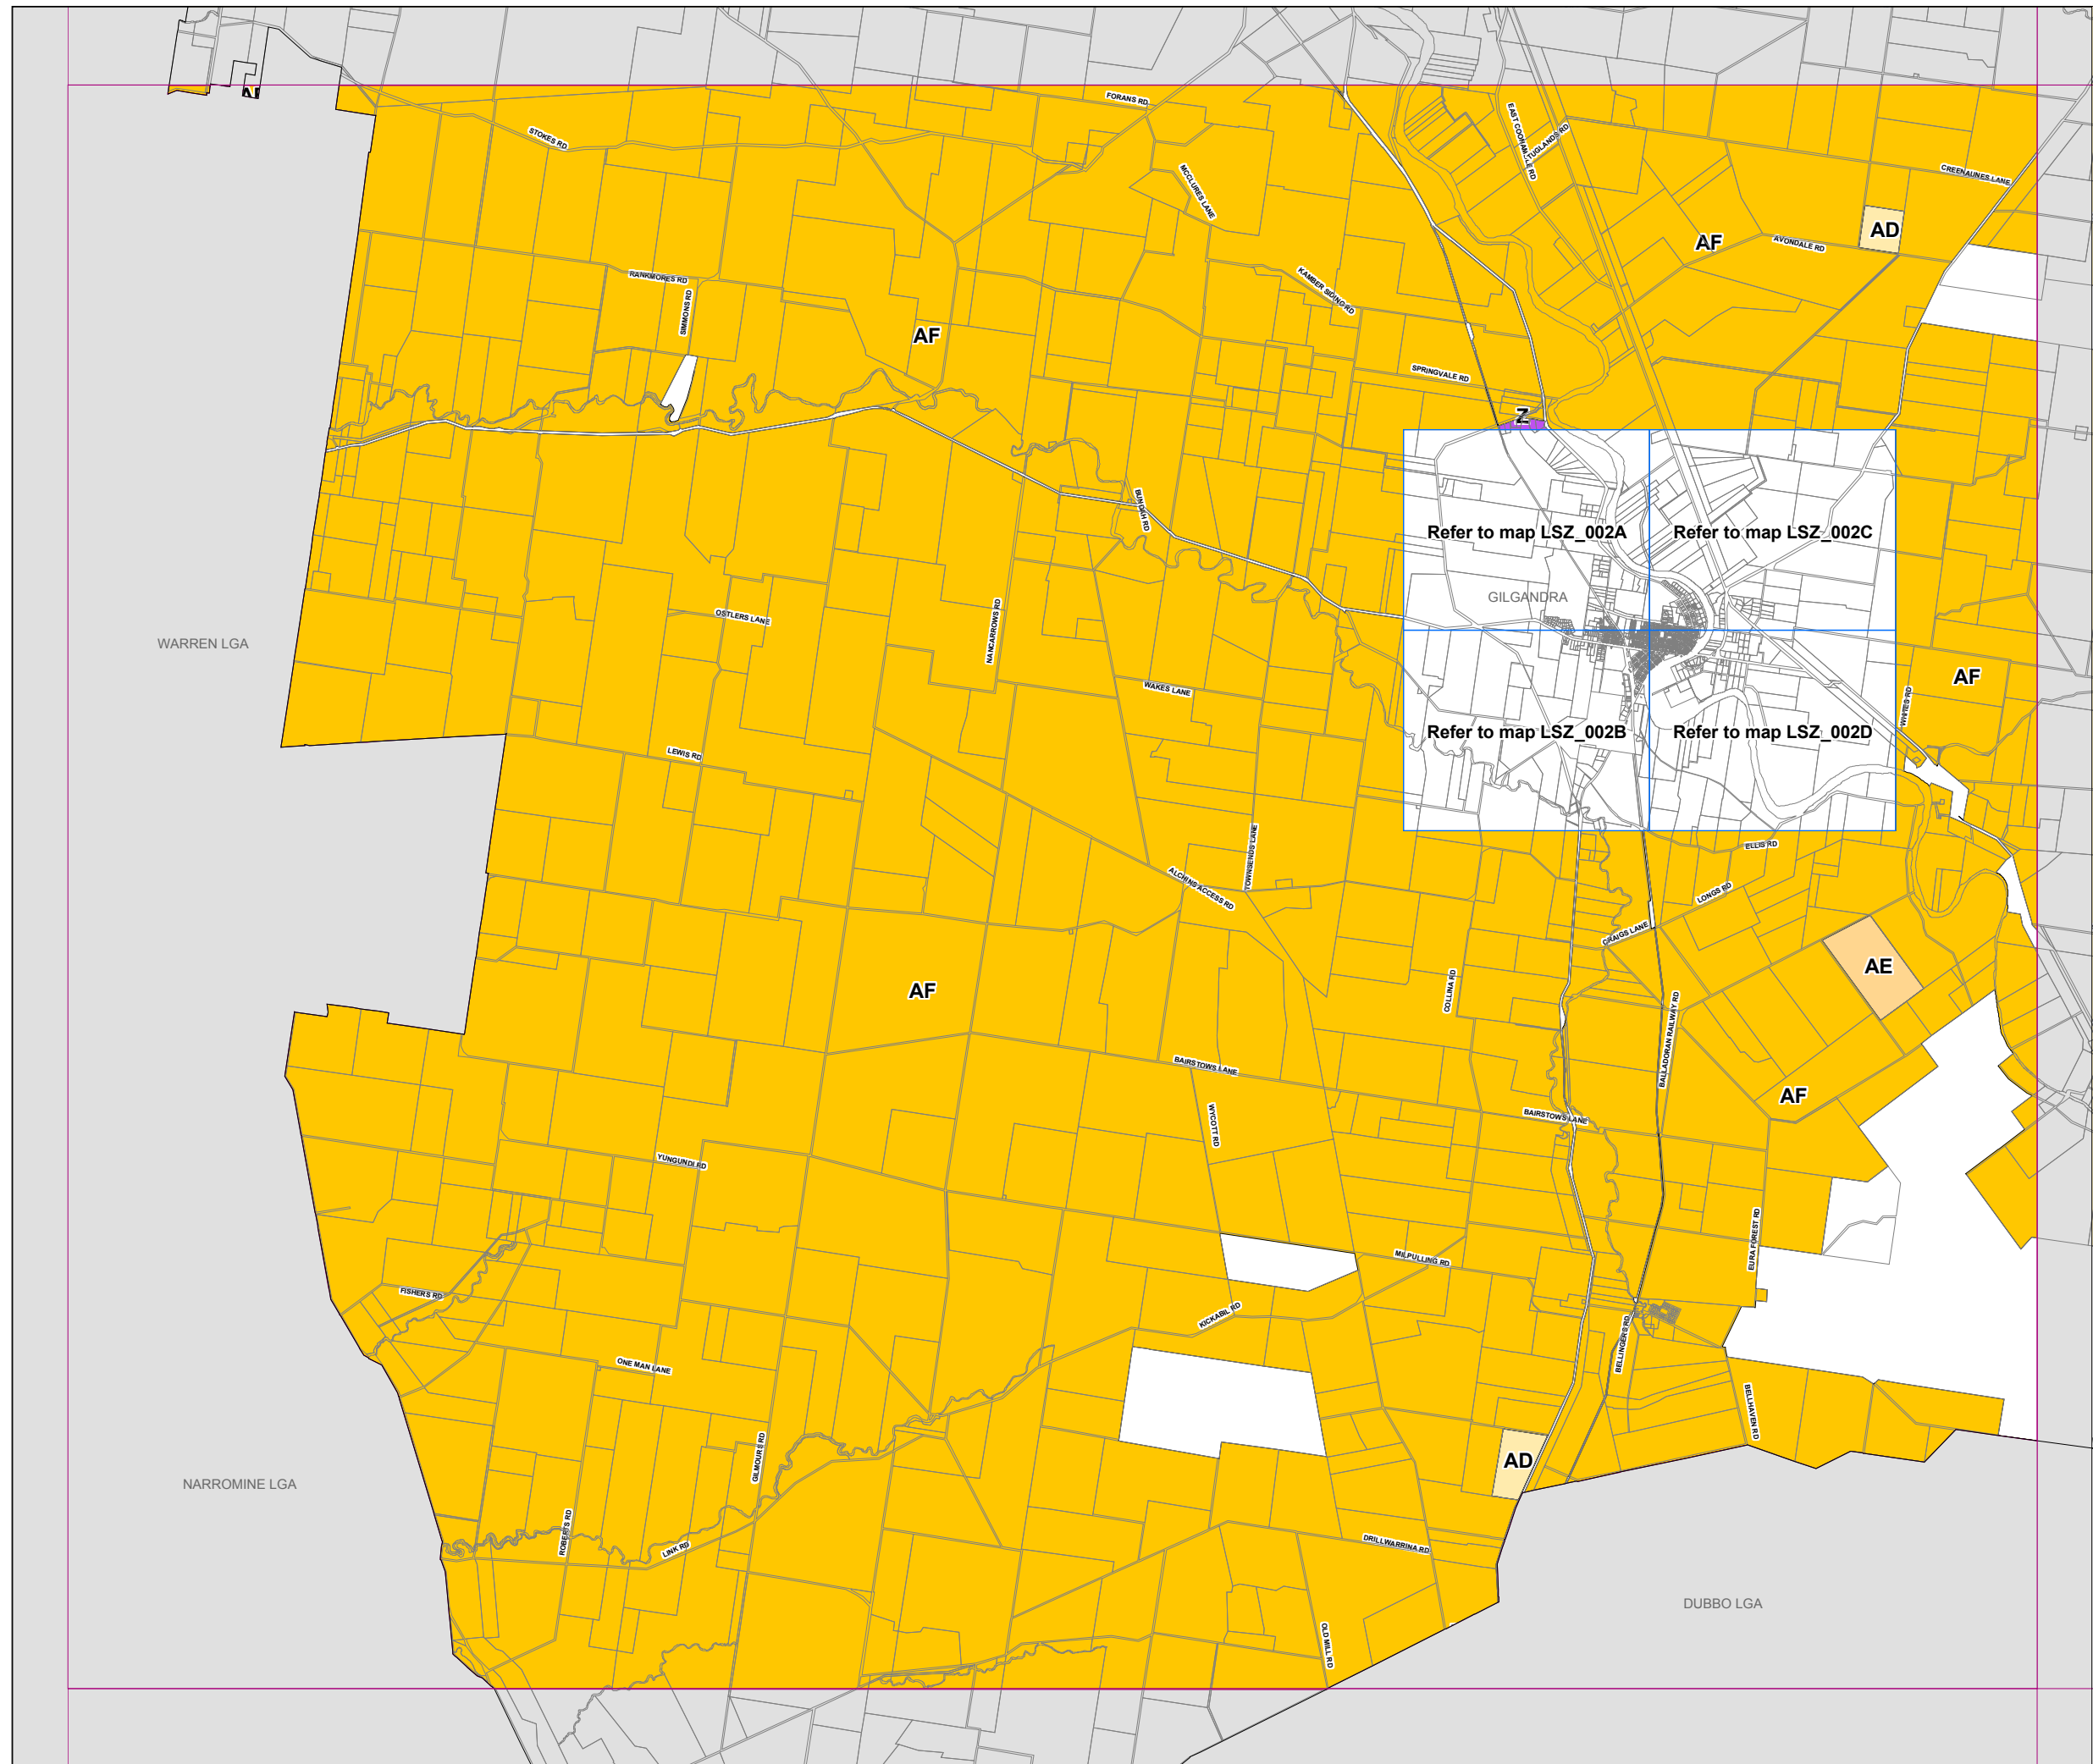 FORANS RD
STOKES RD
EAST COONAMBLE RD
TUGLANDS RD
CREENAUNES LANE
MCCLURES LANE
AD
AF
AVONDALE RD
RANKMORES RD
SIMMONS RD
KAMBER SIDING RD
AF
SPRINGVALE RD
Z
BUNDAH RD
Refer to map LSZ_002A
Refer to map LSZ_002C
GILGANDRA
OSTLERS LANE
NANCARROWS RD
WARREN LGA
WAKES LANE
AF
WIVIES RD
Refer to map LSZ_002B
Refer to map LSZ_002D
LEWIS RD
TOWNSENDS LANE
ELLIS RD
ALCHINS ACCESS RD
LONGS RD
CRAIGS LANE
AE
COLLINA RD
AF
BALLADORAN RAILWAY RD
BAIRSTOWS LANE
AF
WYCOTT RD
BAIRSTOWS LANE
YUNGUNDI RD
EURA FOREST RD
MILPULLING RD
FISHERS RD
KICKABIL RD
BELLINGERS RD
ONE MAN LANE
BELLHAVEN RD
GILMOURS RD
AD
NARROMINE LGA
ROBERTS RD
LINK RD
DRILLWARRINA RD
DUBBO LGA
OLD MILL RD